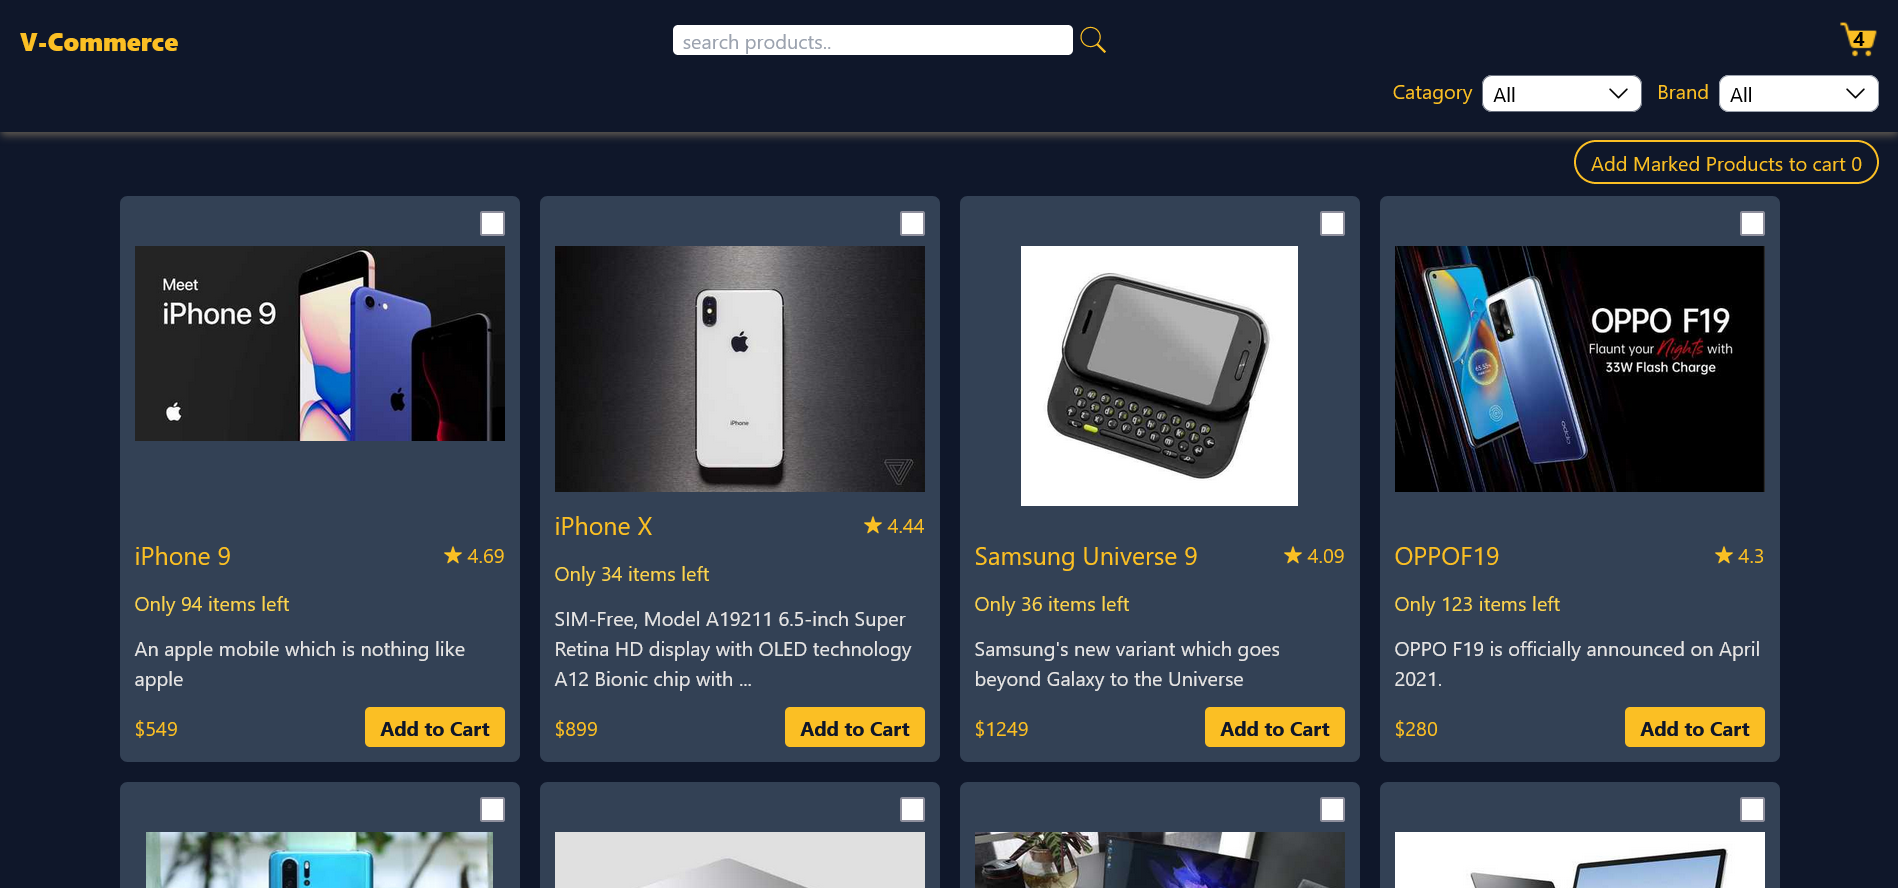 V-Commerce
search products..
4
Catagory
All
Brand
All
Add Marked Products to cart 0
Meet
iPhone 9
iPhone 9
★ 4.69
Only 94 items left
An apple mobile which is nothing like
apple
$549
Add to Cart
iPhone
iPhone X
★ 4.44
Only 34 items left
SIM-Free, Model A19211 6.5-inch Super
Retina HD display with OLED technology
A12 Bionic chip with ...
$899
Add to Cart
Samsung Universe 9
★ 4.09
Only 36 items left
Samsung's new variant which goes
beyond Galaxy to the Universe
$1249
Add to Cart
OPPO F19
Flaunt your Nights with
33W Flash Charge
oppo
OPPOF19
★ 4.3
Only 123 items left
OPPO F19 is officially announced on April
2021.
$280
Add to Cart